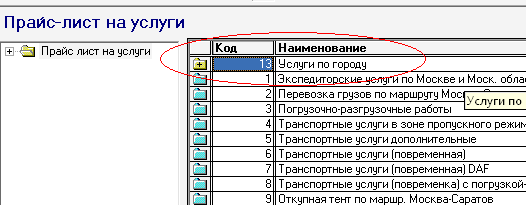 Прайс-лист на услуги
Прайс лист на услуги
Код Наименование
13 Услуги по городу
1 Экспедиторские услуги по Москве и Моск. облас
2 Перевозка грузов по маршруту Моск
Услуги по
3 Погрузочно-разгрузочные работы
4 Транспортные услуги в зоне пропускного режим
5 Транспортные услуги дополнительные
6 Транспортные услуги (повременная)
7 Транспортные услуги (повременная) DAF
8 Транспортные услуги (повременка) с погрузкой-
9 Откупная тент по маршр. Москва-Саратов